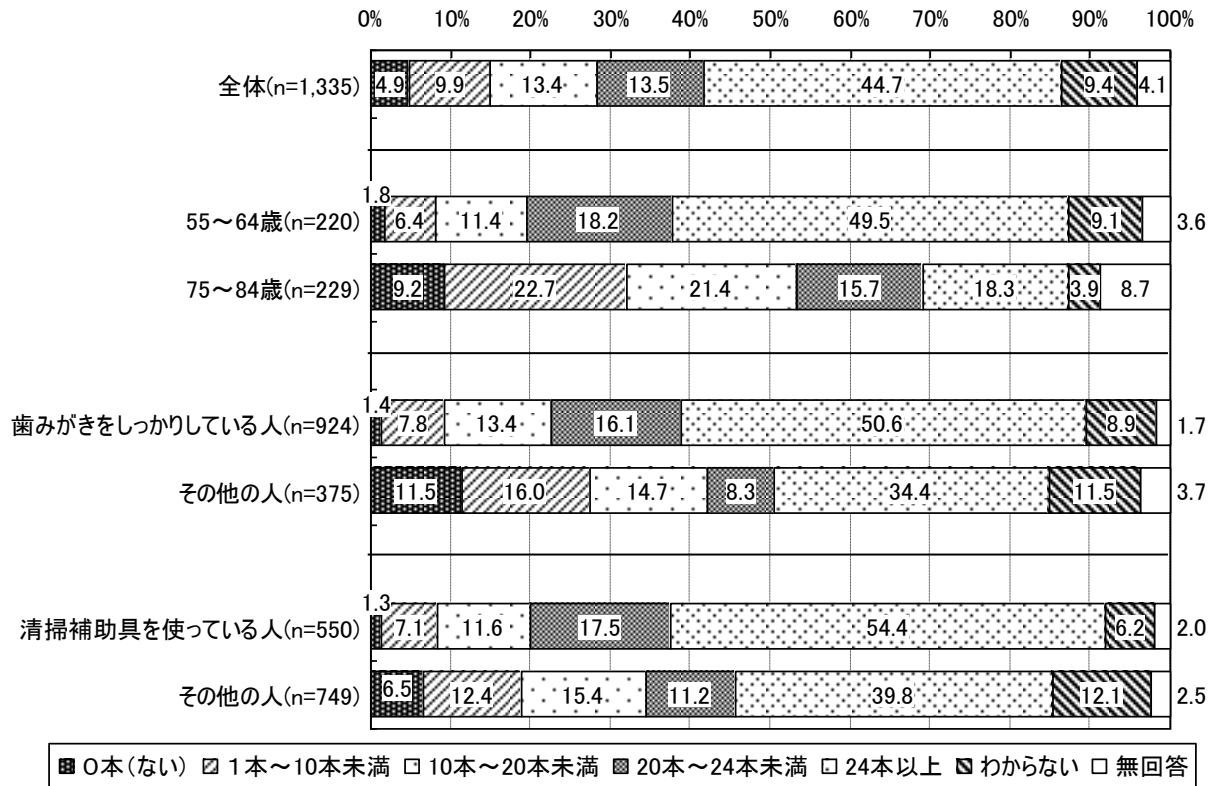 0% 10% 20% 30% 40% 50% 60% 70% 80% 90% 100%
全体(n=1,335) 4.9 9.9 13.4 13.5 44.7 9.4 4.1
55～64歳(n=220) 1.8 6.4 11.4 18.2 49.5 9.1 3.6
75～84歳(n=229) 9.2 22.7 21.4 15.7 18.3 3.9 8.7
歯みがきをしっかりしている人(n=924) 1.4 7.8 13.4 16.1 50.6 8.9 1.7
その他の人(n=375) 11.5 16.0 14.7 8.3 34.4 11.5 3.7
清掃補助具を使っている人(n=550) 1.3 7.1 11.6 17.5 54.4 6.2 2.0
その他の人(n=749) 6.5 12.4 15.4 11.2 39.8 12.1 2.5
０本（ない） １本～10本未満 10本～20本未満 20本～24本未満 24本以上 わからない 無回答